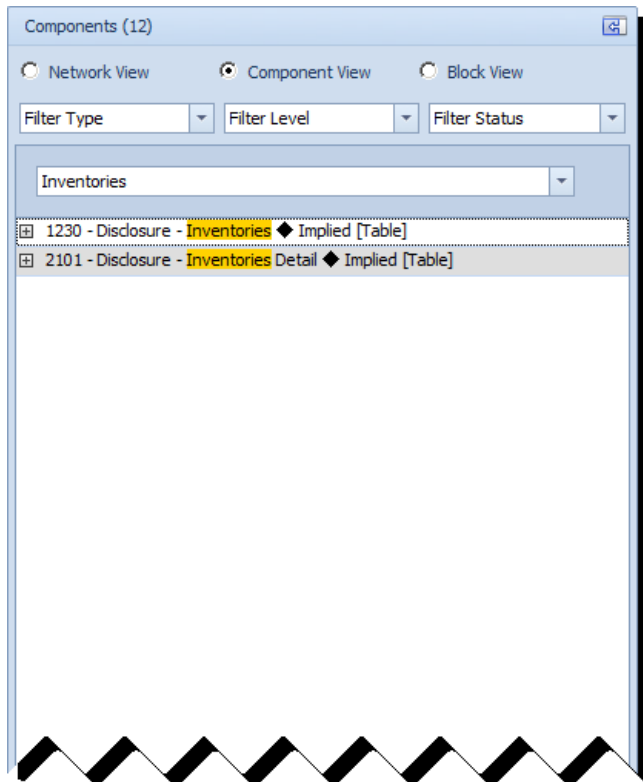 Components (12)
Network View Component View Block View
Filter Type Filter Level Filter Status
Inventories
1230 - Disclosure - Inventories ◆ Implied [Table]
2101 - Disclosure - Inventories Detail ◆ Implied [Table]